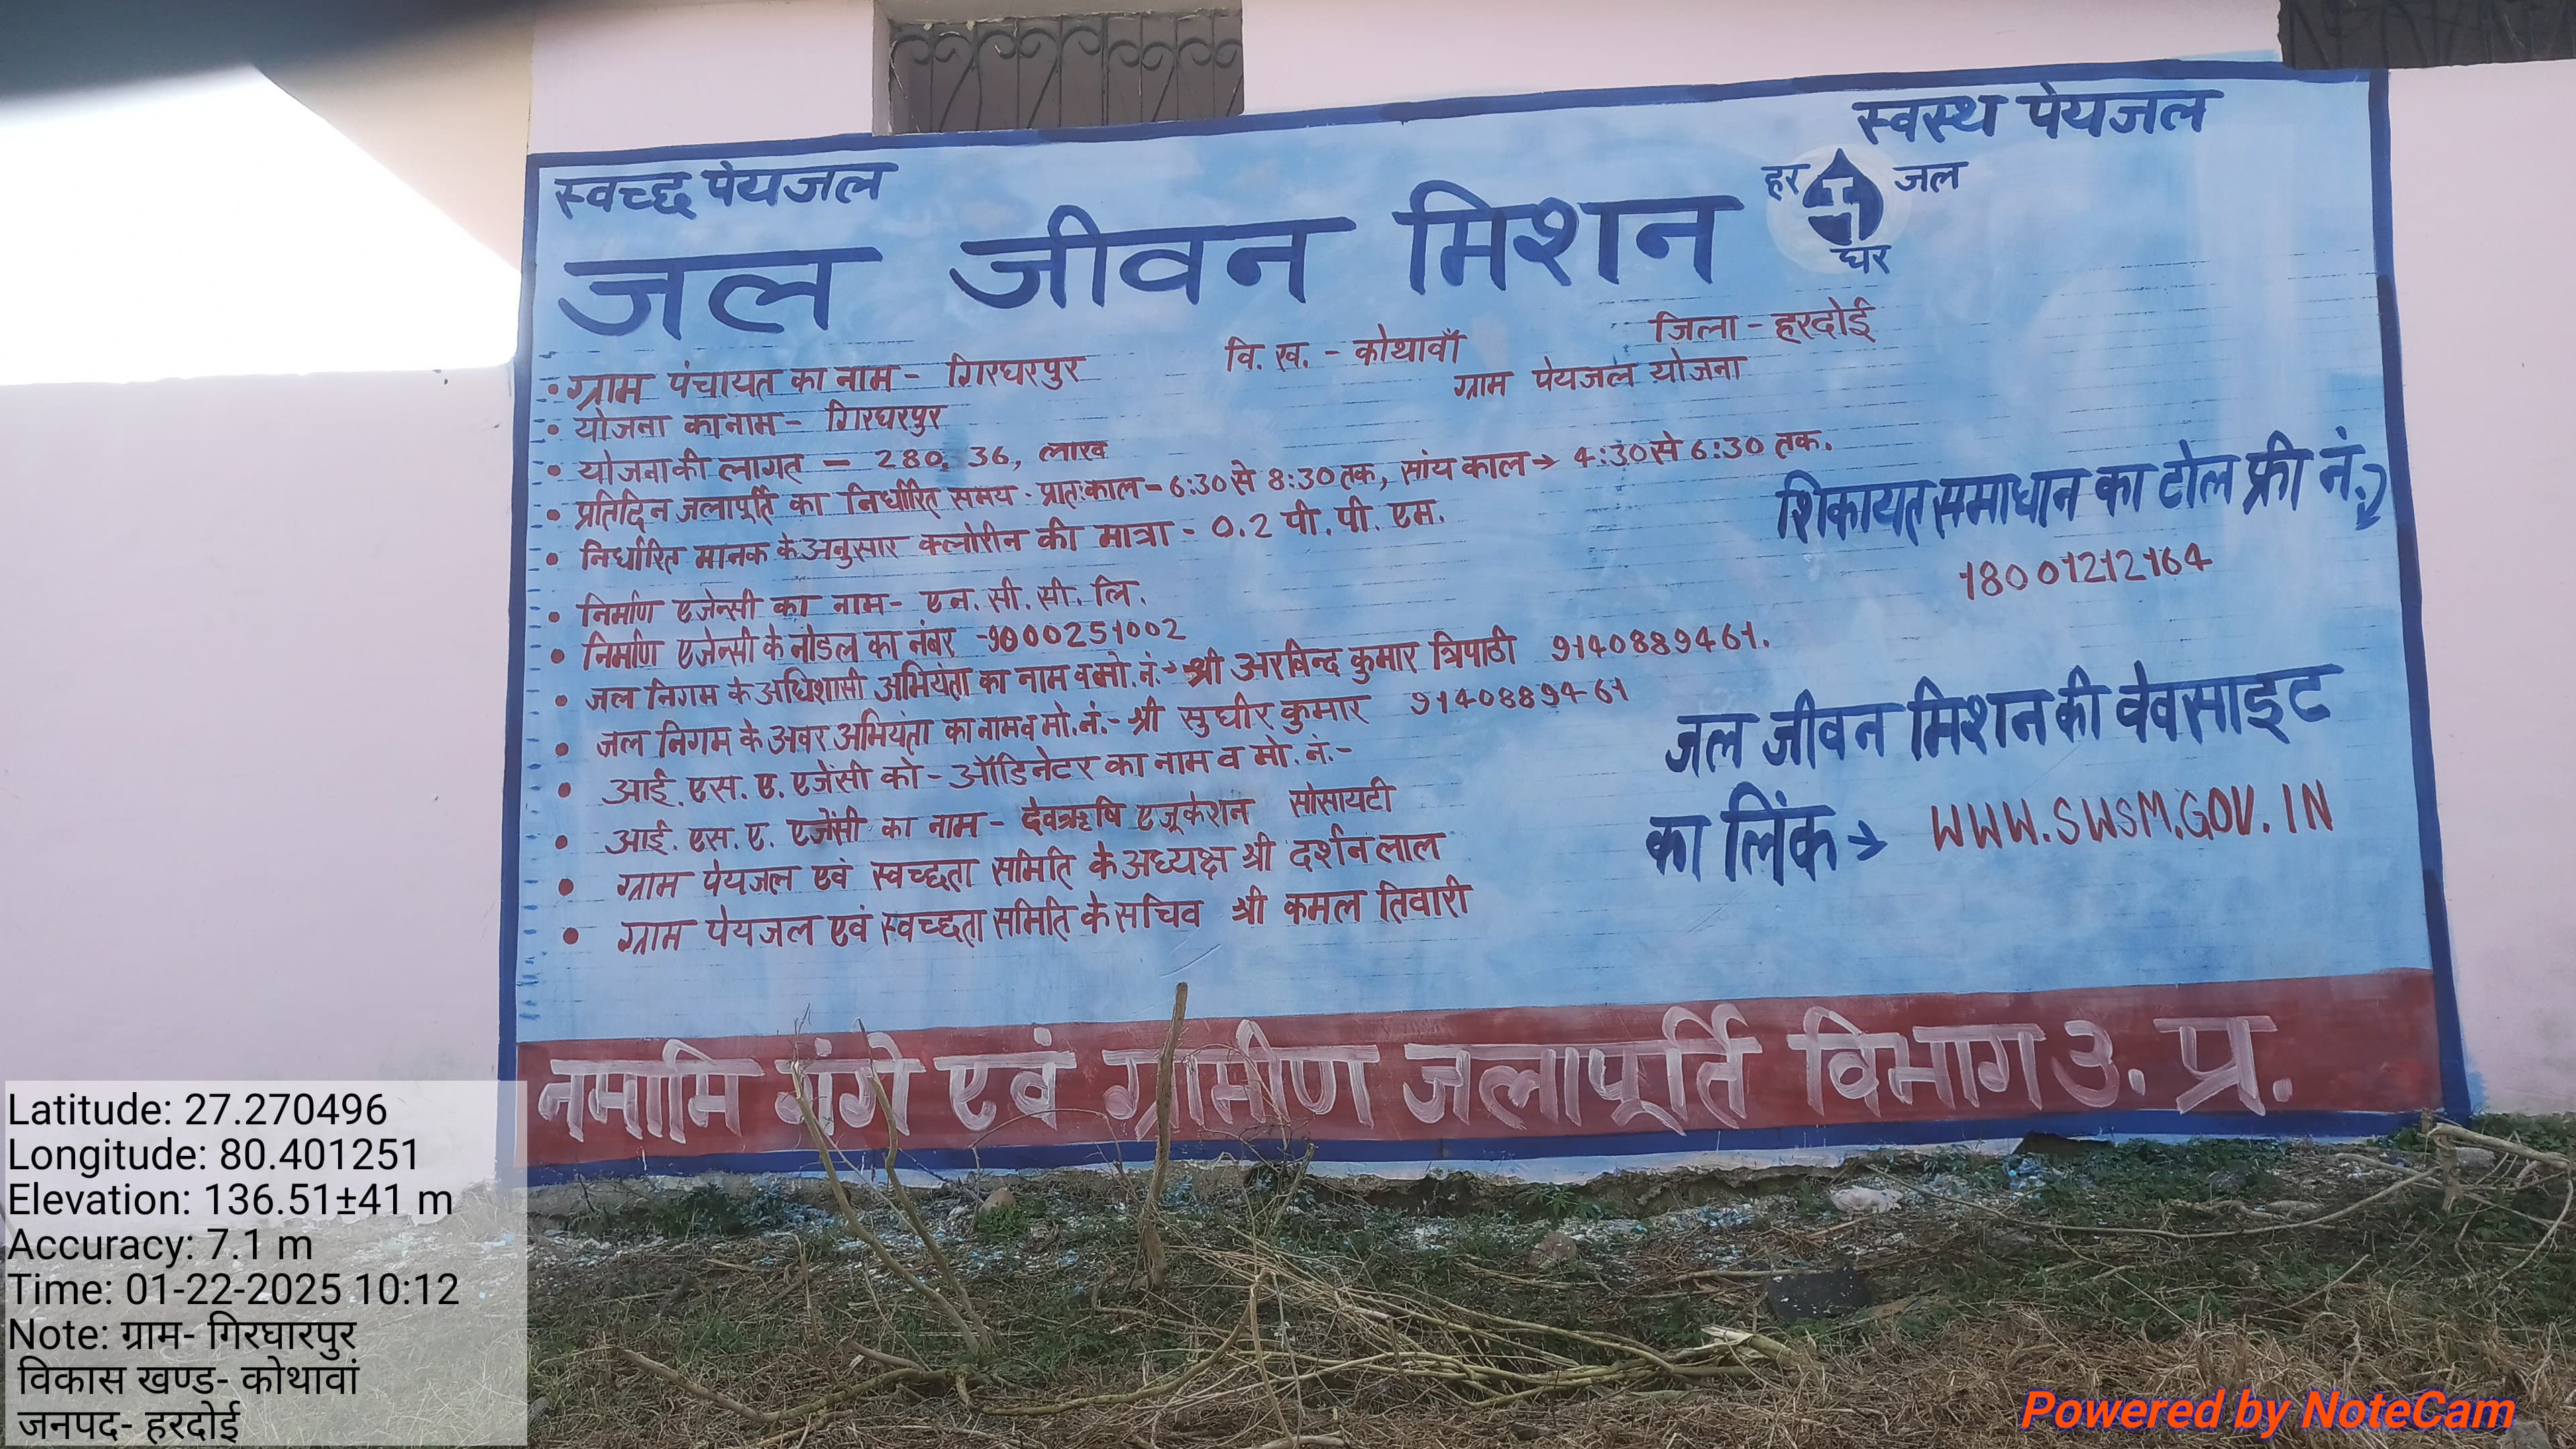 स्वच्छ पेयजल
स्वस्थ पेयजल
हर जल
घर
जल जीवन मिशन
• ग्राम पंचायत का नाम - गिरघरपुर वि. ख. - कोथावाँ जिला - हरदोई
• योजना का नाम - गिरघरपुर ग्राम पेयजल योजना
• योजना की लागत - 280. 36, लाख
• प्रतिदिन जलापूर्ति का निर्धारित समय - प्रातःकाल - 6:30 से 8:30 तक, सांय काल → 4:30 से 6:30 तक.
• निर्धारित मानक के अनुसार क्लोरीन की मात्रा - 0.2 पी. पी. एम.
• निर्माण एजेन्सी का नाम - एन. सी. सी. लि.
• निर्माण एजेन्सी के नोडल का नंबर - 9000251002
• जल निगम के अधिशासी अभियंता का नाम व मो. नं. → श्री अरविन्द कुमार त्रिपाठी 9140889461.
• जल निगम के अवर अभियंता का नाम व मो. नं. - श्री सुघीर कुमार 9140889461
• आई. एस. ए. एजेंसी को - ऑडिनेटर का नाम व मो. नं. -
• आई. एस. ए. एजेंसी का नाम - देवऋषि एजूकेशन सोसायटी
• ग्राम पेयजल एवं स्वच्छता समिति के अध्यक्ष श्री दर्शन लाल
• ग्राम पेयजल एवं स्वच्छता समिति के सचिव श्री कमल तिवारी
शिकायत समाधान का टोल फ्री नं.
18001212164
जल जीवन मिशन की वेवसाइट
का लिंक → WWW.SWSM.GOV.IN
नमामि गंगे एवं ग्रामीण जलापूर्ति विभाग उ. प्र.
Latitude: 27.270496
Longitude: 80.401251
Elevation: 136.51±41 m
Accuracy: 7.1 m
Time: 01-22-2025 10:12
Note: ग्राम- गिरघारपुर
विकास खण्ड- कोथावां
जनपद- हरदोई
Powered by NoteCam